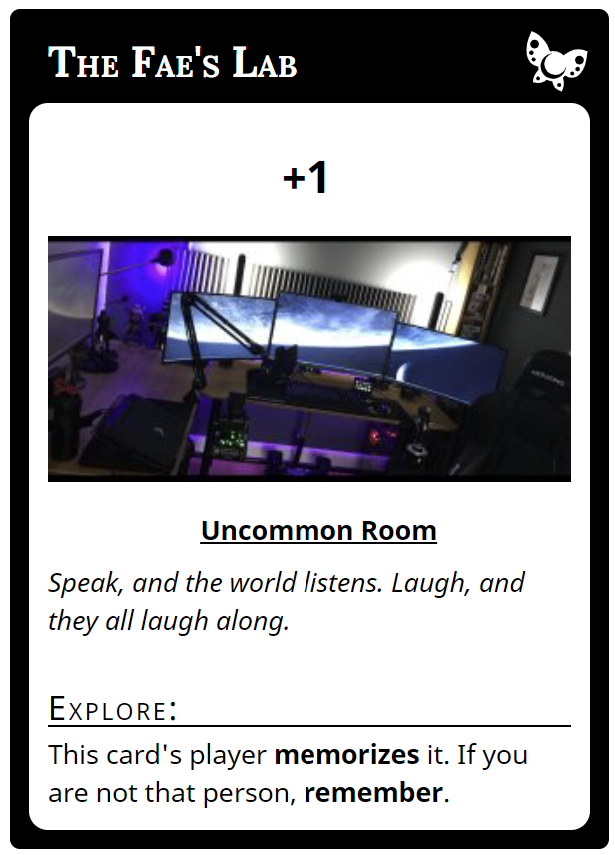 The Fae's Lab
+1
Uncommon Room
Speak, and the world listens. Laugh, and
they all laugh along.
Explore:
This card's player memorizes it. If you
are not that person, remember.